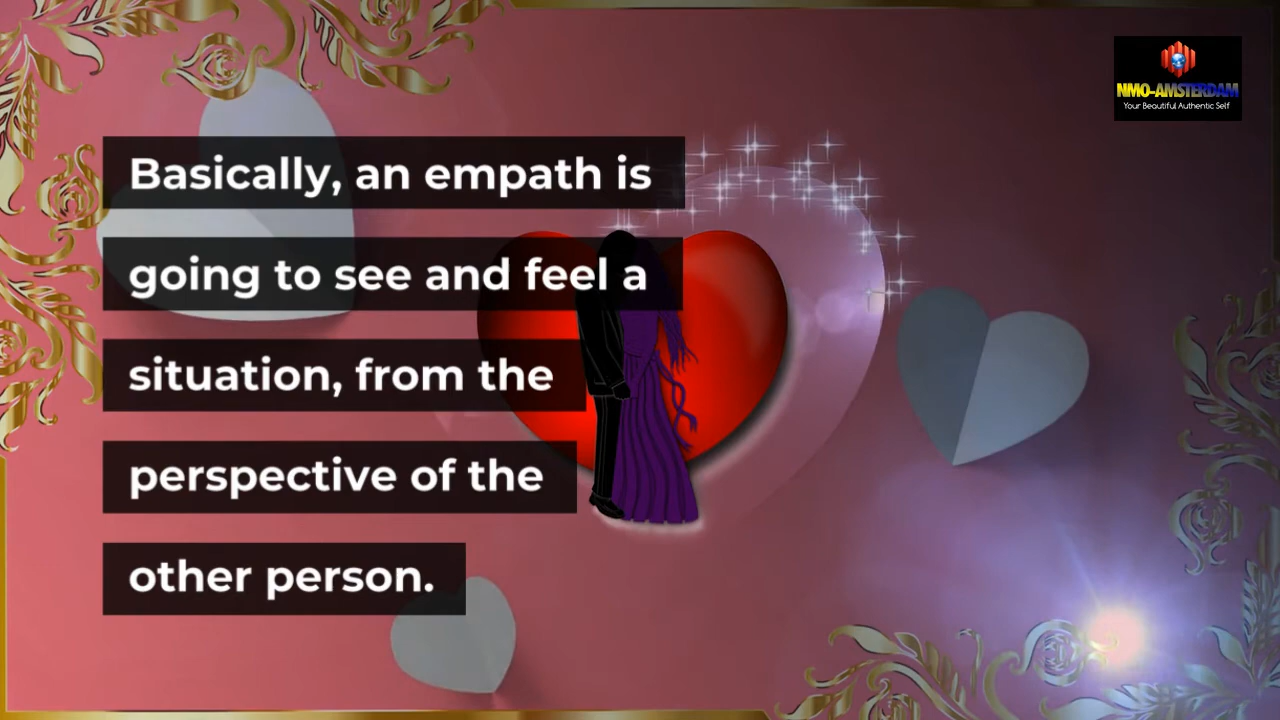 NMO-AMSTERDAM
Your Beautiful Authentic Self
Basically, an empath is
going to see and feel a
situation, from the
perspective of the
other person.